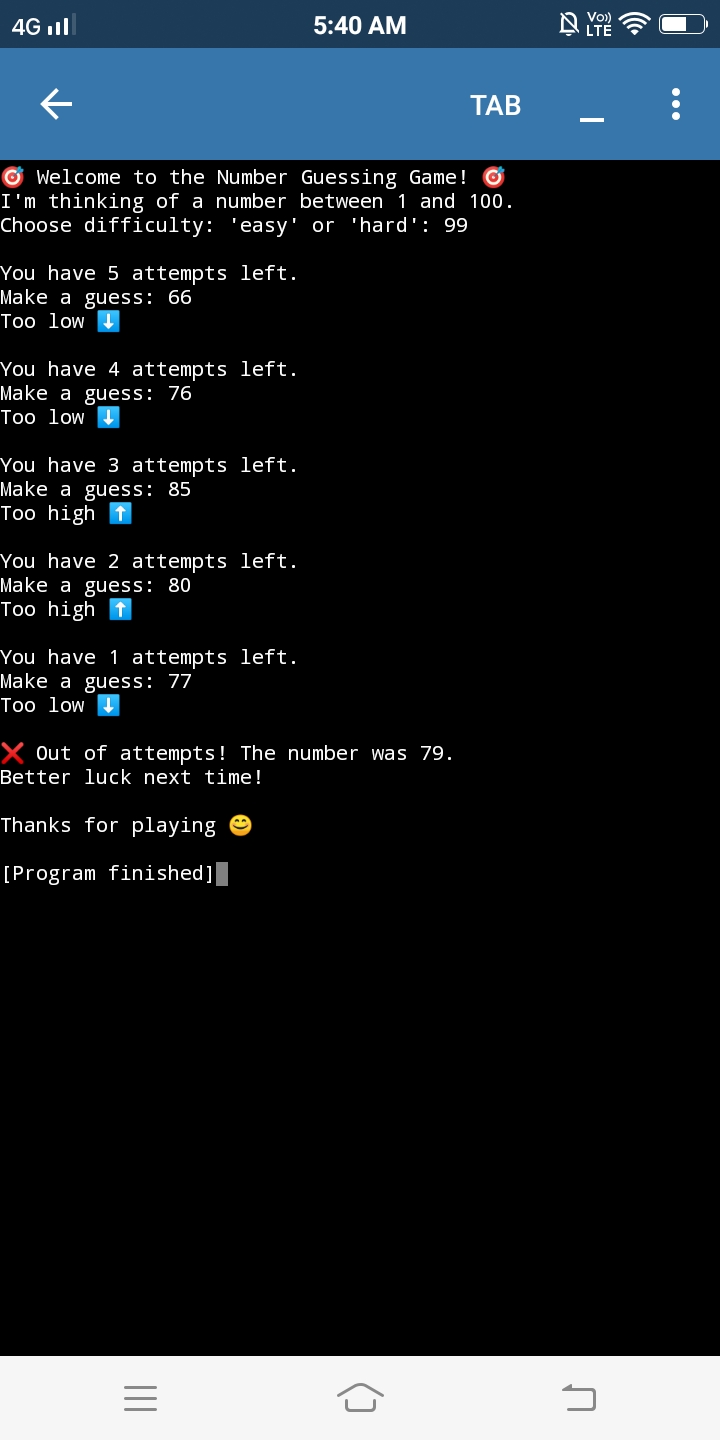 4G 5:40 AM Vo) LTE
TAB
🎯 Welcome to the Number Guessing Game! 🎯
I'm thinking of a number between 1 and 100.
Choose difficulty: 'easy' or 'hard': 99
You have 5 attempts left.
Make a guess: 66
Too low ⬇️
You have 4 attempts left.
Make a guess: 76
Too low ⬇️
You have 3 attempts left.
Make a guess: 85
Too high ⬆️
You have 2 attempts left.
Make a guess: 80
Too high ⬆️
You have 1 attempts left.
Make a guess: 77
Too low ⬇️
❌ Out of attempts! The number was 79.
Better luck next time!
Thanks for playing 😊
[Program finished]